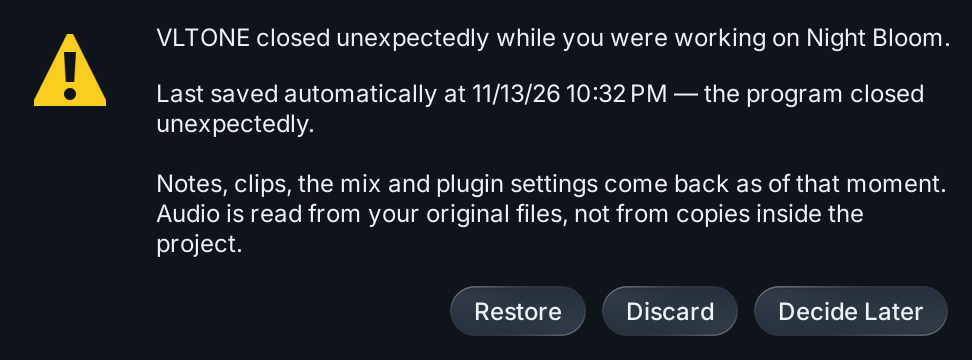 VLTONE closed unexpectedly while you were working on Night Bloom.
Last saved automatically at 11/13/26 10:32 PM — the program closed
unexpectedly.
Notes, clips, the mix and plugin settings come back as of that moment.
Audio is read from your original files, not from copies inside the
project.
Restore
Discard
Decide Later